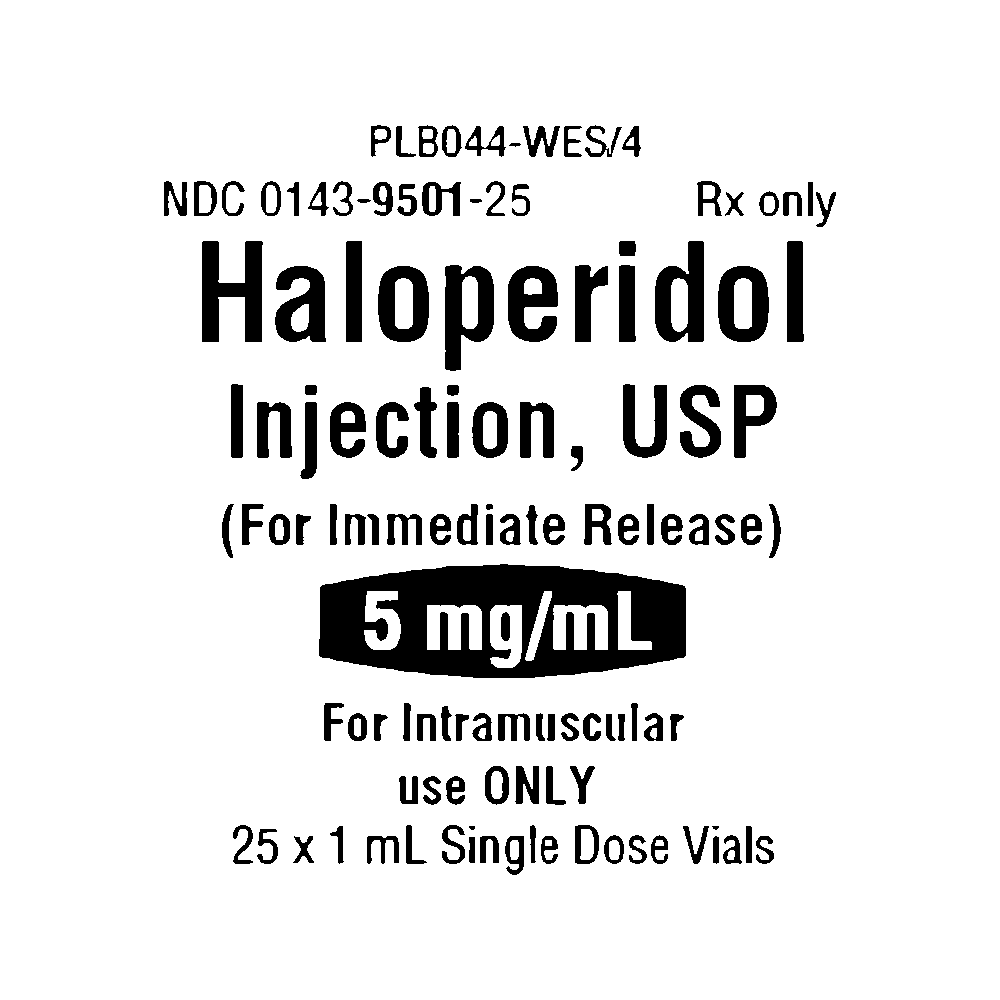 PLB044-WES/4
NDC 0143-9501-25 Rx only
Haloperidol
Injection, USP
(For Immediate Release)
5 mg/mL
For Intramuscular
use ONLY
25 x 1 mL Single Dose Vials